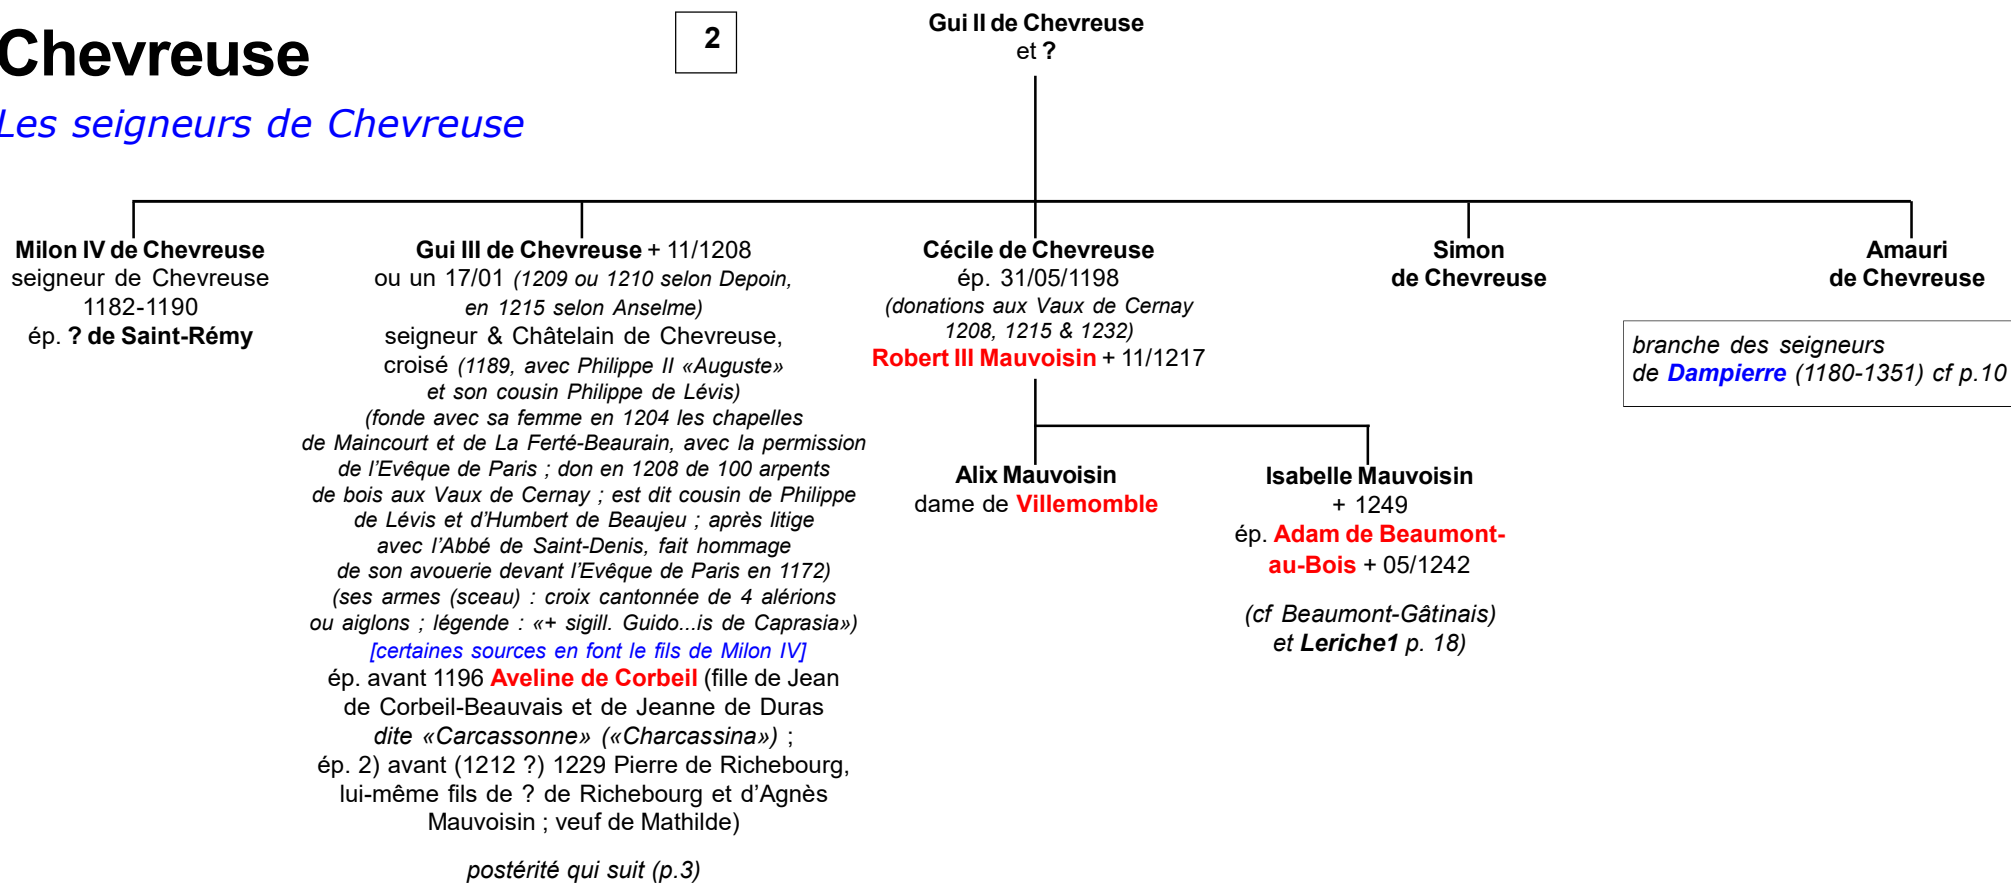 Chevreuse
Les seigneurs de Chevreuse
2
Gui II de Chevreuse
et ?
Milon IV de Chevreuse
seigneur de Chevreuse
1182-1190
ép. ? de Saint-Rémy
Gui III de Chevreuse + 11/1208
ou un 17/01 (1209 ou 1210 selon Depoin,
en 1215 selon Anselme)
seigneur & Châtelain de Chevreuse,
croisé (1189, avec Philippe II «Auguste»
et son cousin Philippe de Lévis)
(fonde avec sa femme en 1204 les chapelles
de Maincourt et de La Ferté-Beaurain, avec la permission
de l'Evêque de Paris ; don en 1208 de 100 arpents
de bois aux Vaux de Cernay ; est dit cousin de Philippe
de Lévis et d'Humbert de Beaujeu ; après litige
avec l'Abbé de Saint-Denis, fait hommage
de son avouerie devant l'Evêque de Paris en 1172)
(ses armes (sceau) : croix cantonnée de 4 alérions
ou aiglons ; légende : «+ sigill. Guido...is de Caprasia»)
[certaines sources en font le fils de Milon IV]
ép. avant 1196 Aveline de Corbeil (fille de Jean
de Corbeil-Beauvais et de Jeanne de Duras
dite «Carcassonne» («Charcassina») ;
ép. 2) avant (1212 ?) 1229 Pierre de Richebourg,
lui-même fils de ? de Richebourg et d'Agnès
Mauvoisin ; veuf de Mathilde)
postérité qui suit (p.3)
Cécile de Chevreuse
ép. 31/05/1198
(donations aux Vaux de Cernay
1208, 1215 & 1232)
Robert III Mauvoisin + 11/1217
Alix Mauvoisin
dame de Villemomble
Isabelle Mauvoisin
+ 1249
ép. Adam de Beaumont-
au-Bois + 05/1242
(cf Beaumont-Gâtinais)
et Leriche1 p. 18)
Simon
de Chevreuse
Amauri
de Chevreuse
branche des seigneurs
de Dampierre (1180-1351) cf p.10